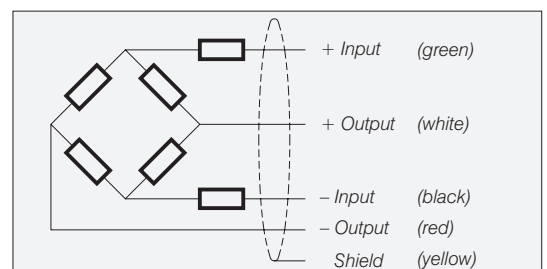 + Input (green)
+ Output (white)
– Input (black)
– Output (red)
Shield (yellow)